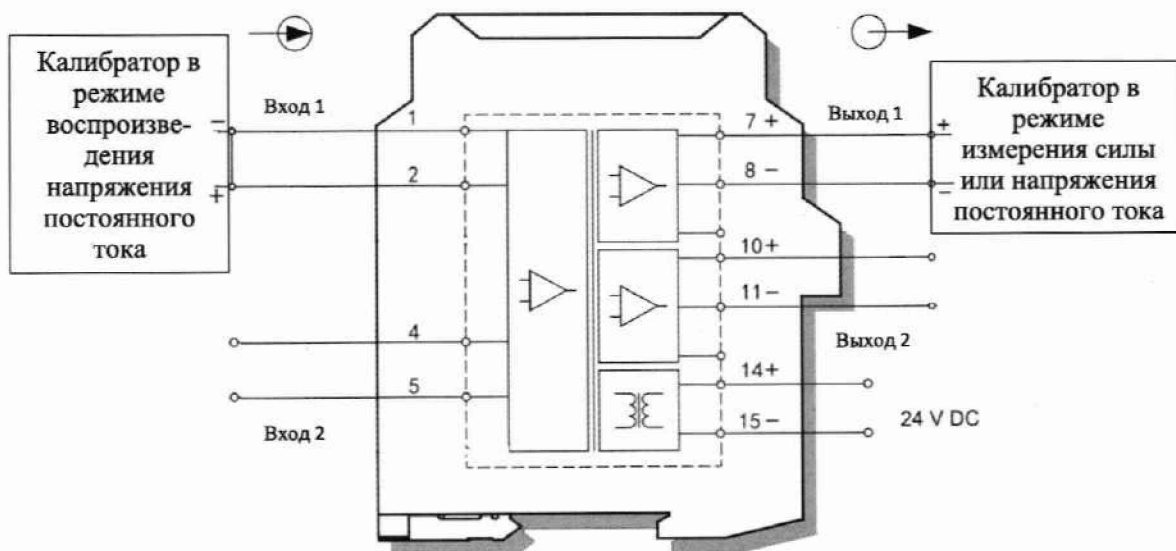 Калибратор в
режиме
воспроизве-
дения
напряжения
постоянного
тока
−
+
Вход 1
1
2
4
5
Вход 2
7 +
8 −
10 +
11 −
14 +
15 −
Выход 1
Выход 2
24 V DC
+
−
Калибратор в
режиме
измерения силы
или напряжения
постоянного тока